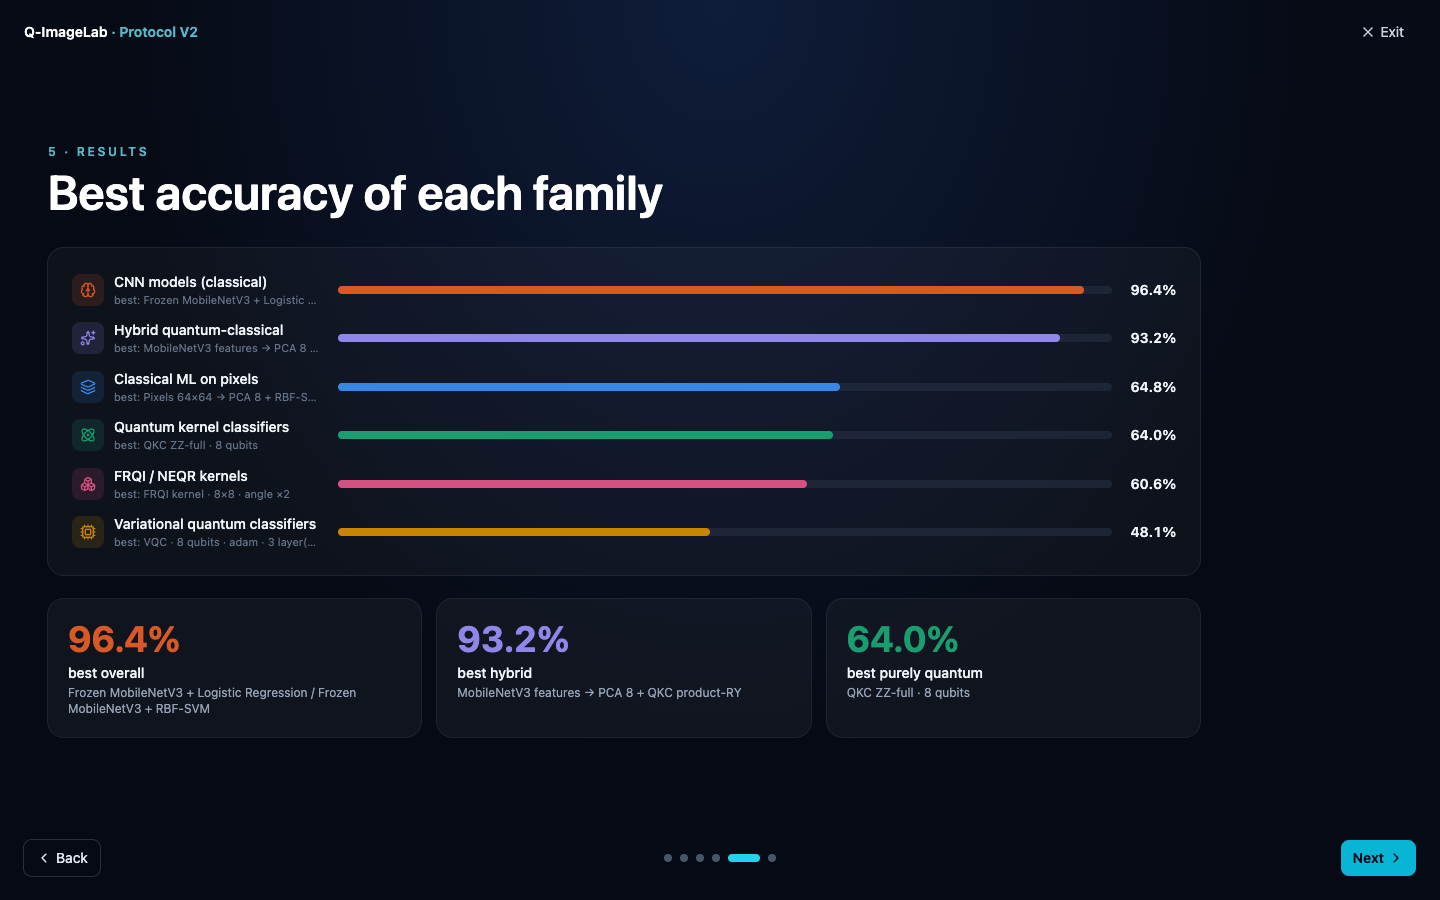 Q-ImageLab · Protocol V2
Exit
5 · RESULTS
Best accuracy of each family
CNN models (classical)
best: Frozen MobileNetV3 + Logistic ...
96.4%
Hybrid quantum-classical
best: MobileNetV3 features → PCA 8 ...
93.2%
Classical ML on pixels
best: Pixels 64×64 → PCA 8 + RBF-S...
64.8%
Quantum kernel classifiers
best: QKC ZZ-full · 8 qubits
64.0%
FRQI / NEQR kernels
best: FRQI kernel · 8×8 · angle ×2
60.6%
Variational quantum classifiers
best: VQC · 8 qubits · adam · 3 layer(...
48.1%
96.4%
best overall
Frozen MobileNetV3 + Logistic Regression / Frozen
MobileNetV3 + RBF-SVM
93.2%
best hybrid
MobileNetV3 features → PCA 8 + QKC product-RY
64.0%
best purely quantum
QKC ZZ-full · 8 qubits
Back
Next